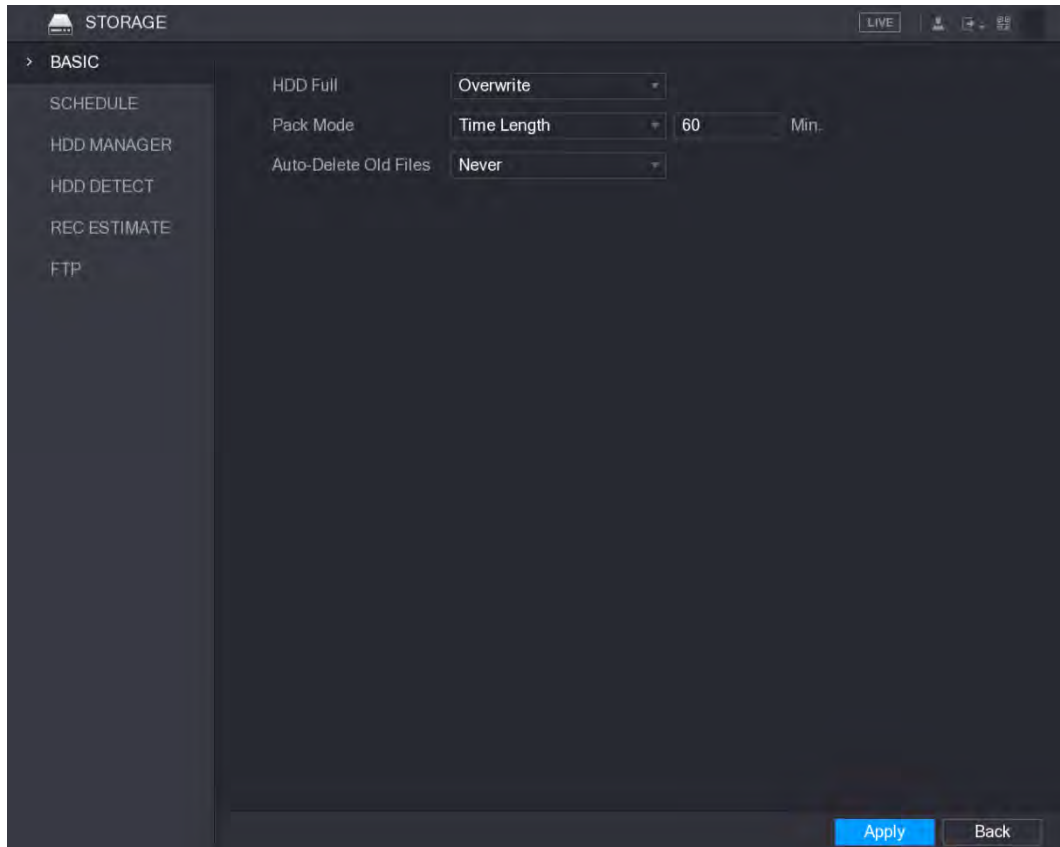 STORAGE LIVE
> BASIC
SCHEDULE
HDD MANAGER
HDD DETECT
REC ESTIMATE
FTP
HDD Full Overwrite
Pack Mode Time Length 60 Min.
Auto-Delete Old Files Never
Apply Back